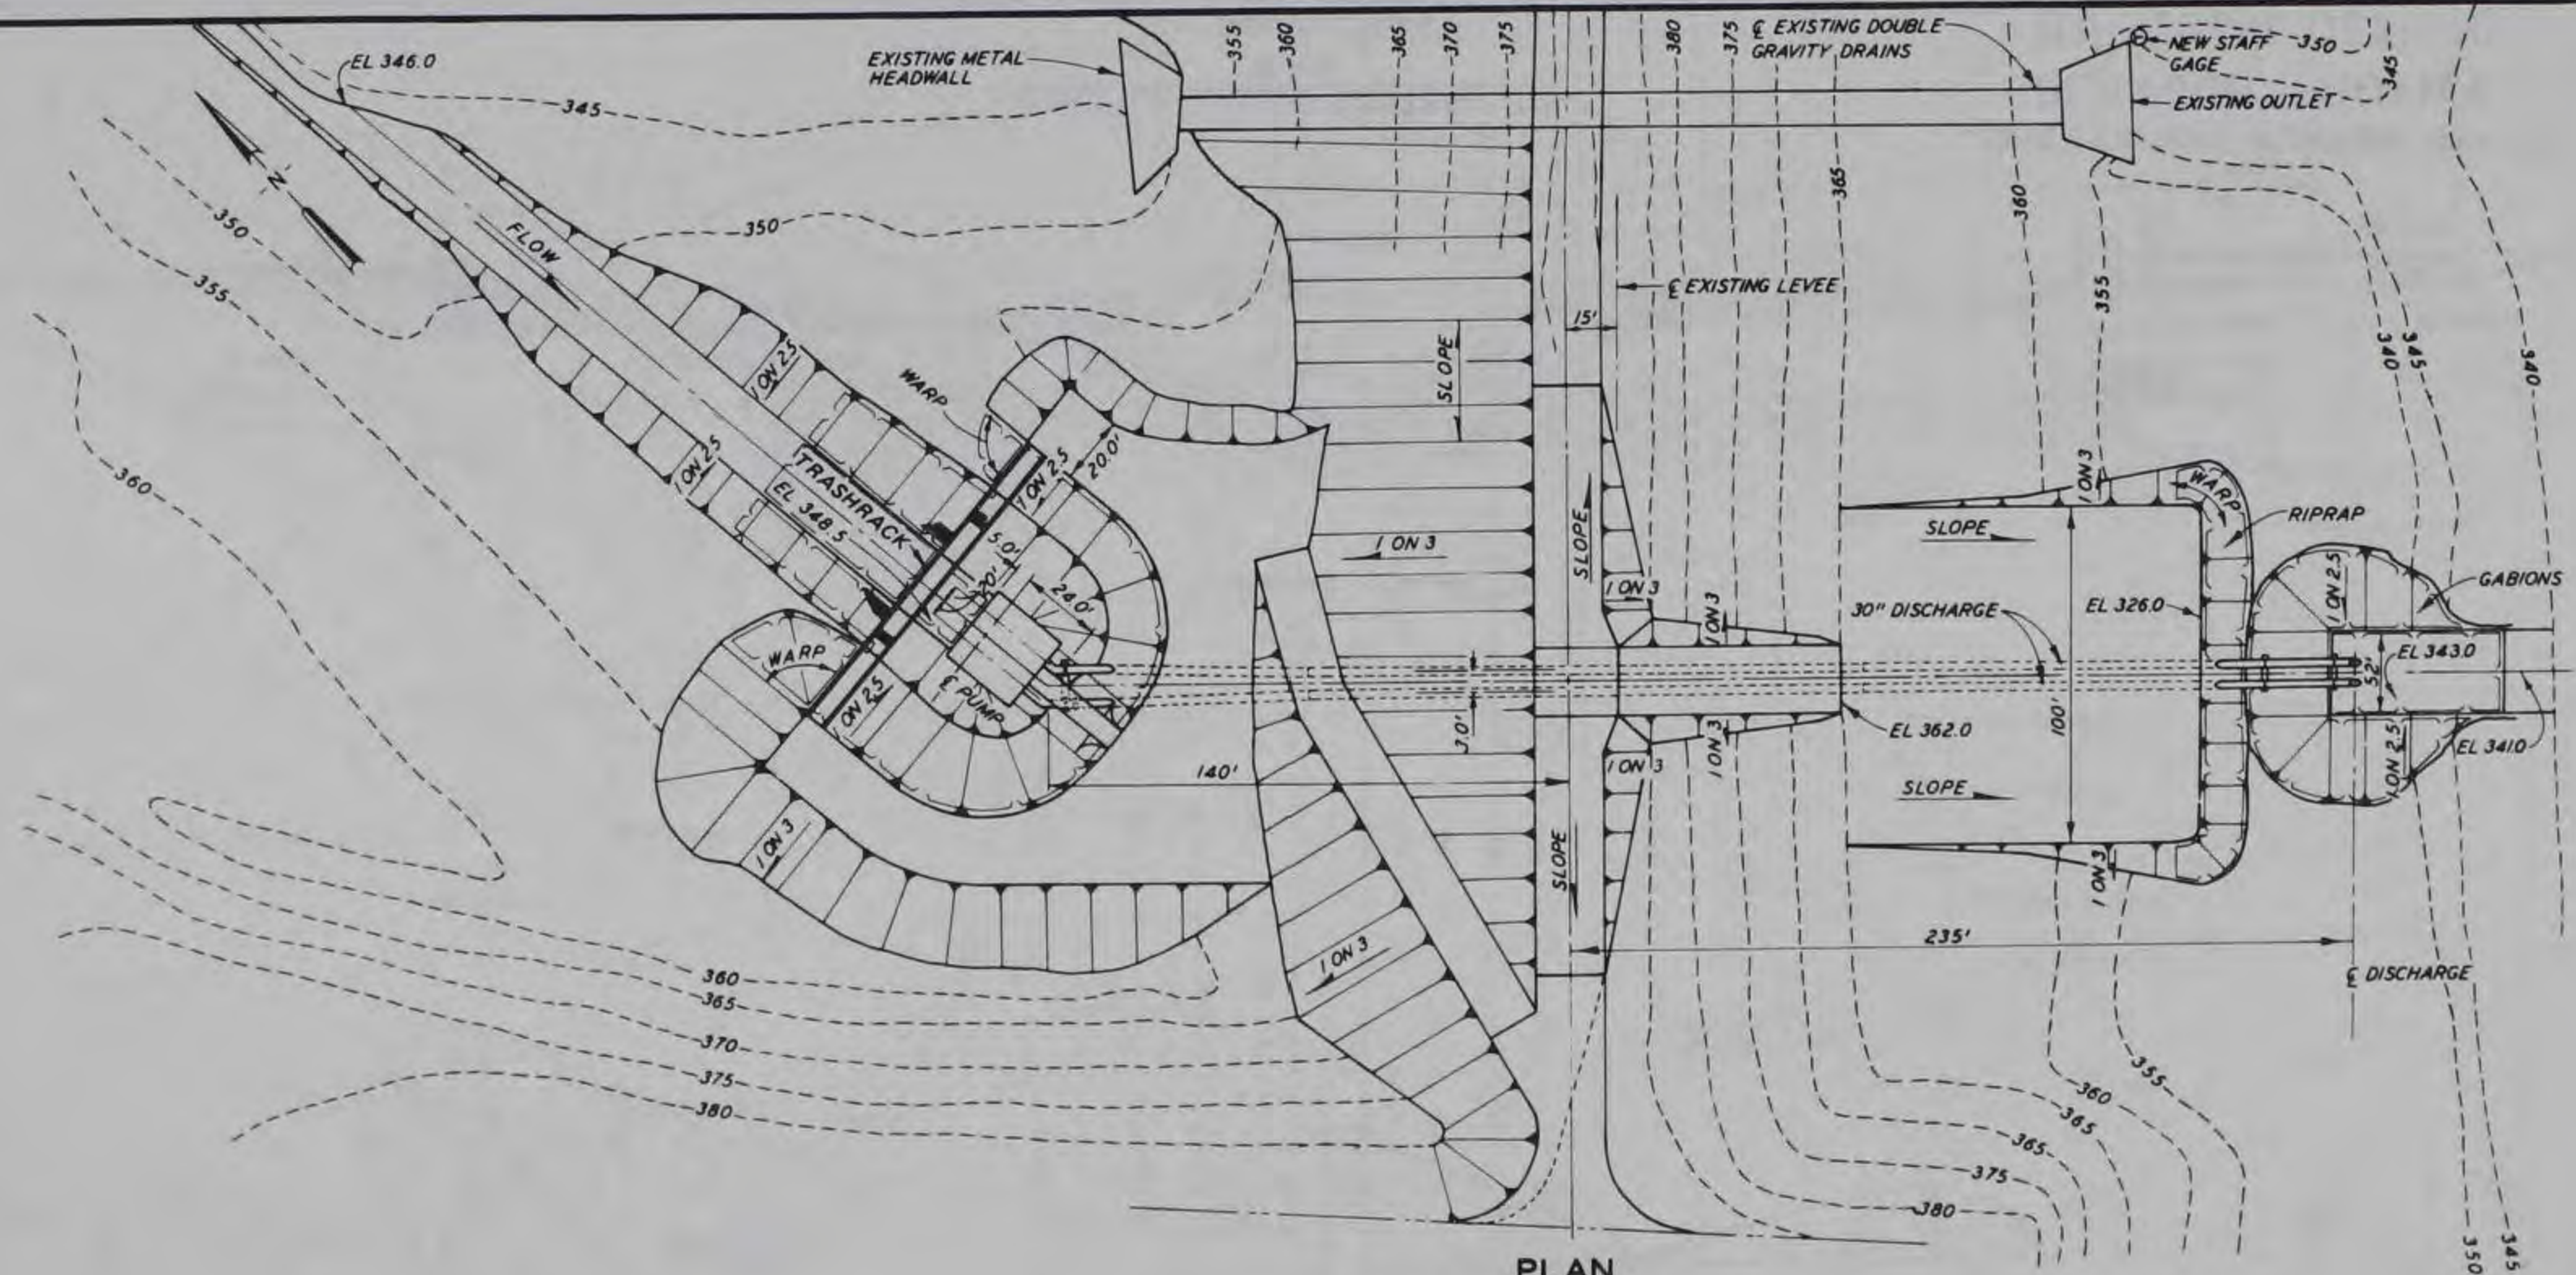 EL 346.0
EXISTING METAL
HEADWALL
355
360
365
370
375
380
375
℄ EXISTING DOUBLE
GRAVITY DRAINS
NEW STAFF
GAGE
350
345
EXISTING OUTLET
345
N
350
350
355
360
FLOW
365
360
355
℄ EXISTING LEVEE
15'
SLOPE
340
345
340
1 ON 2.5
WARP
1 ON 2.5
TRASHRACK
EL 348.5
1 ON 2.5
20.0'
5.0'
20'
24.0'
WARP
1 ON 2.5
℄ PUMP
1 ON 3
SLOPE
1 ON 3
1 ON 3
1 ON 3
WARP
RIPRAP
SLOPE
GABIONS
1 ON 2.5
30" DISCHARGE
EL 326.0
EL 343.0
5.2'
3.0'
100'
EL 362.0
EL 341.0
1 ON 2.5
1 ON 3
1 ON 3
140'
SLOPE
SLOPE
1 ON 3
1 ON 3
360
1 ON 3
235'
℄ DISCHARGE
360
365
370
375
380
355
360
365
365
375
380
350
345
PLAN